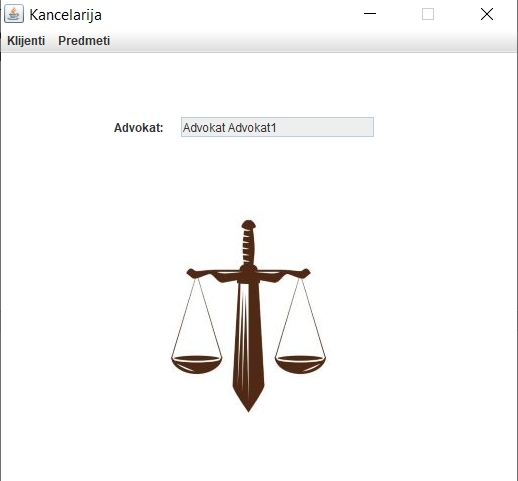 Kancelarija
Klijenti Predmeti
Advokat: Advokat Advokat1